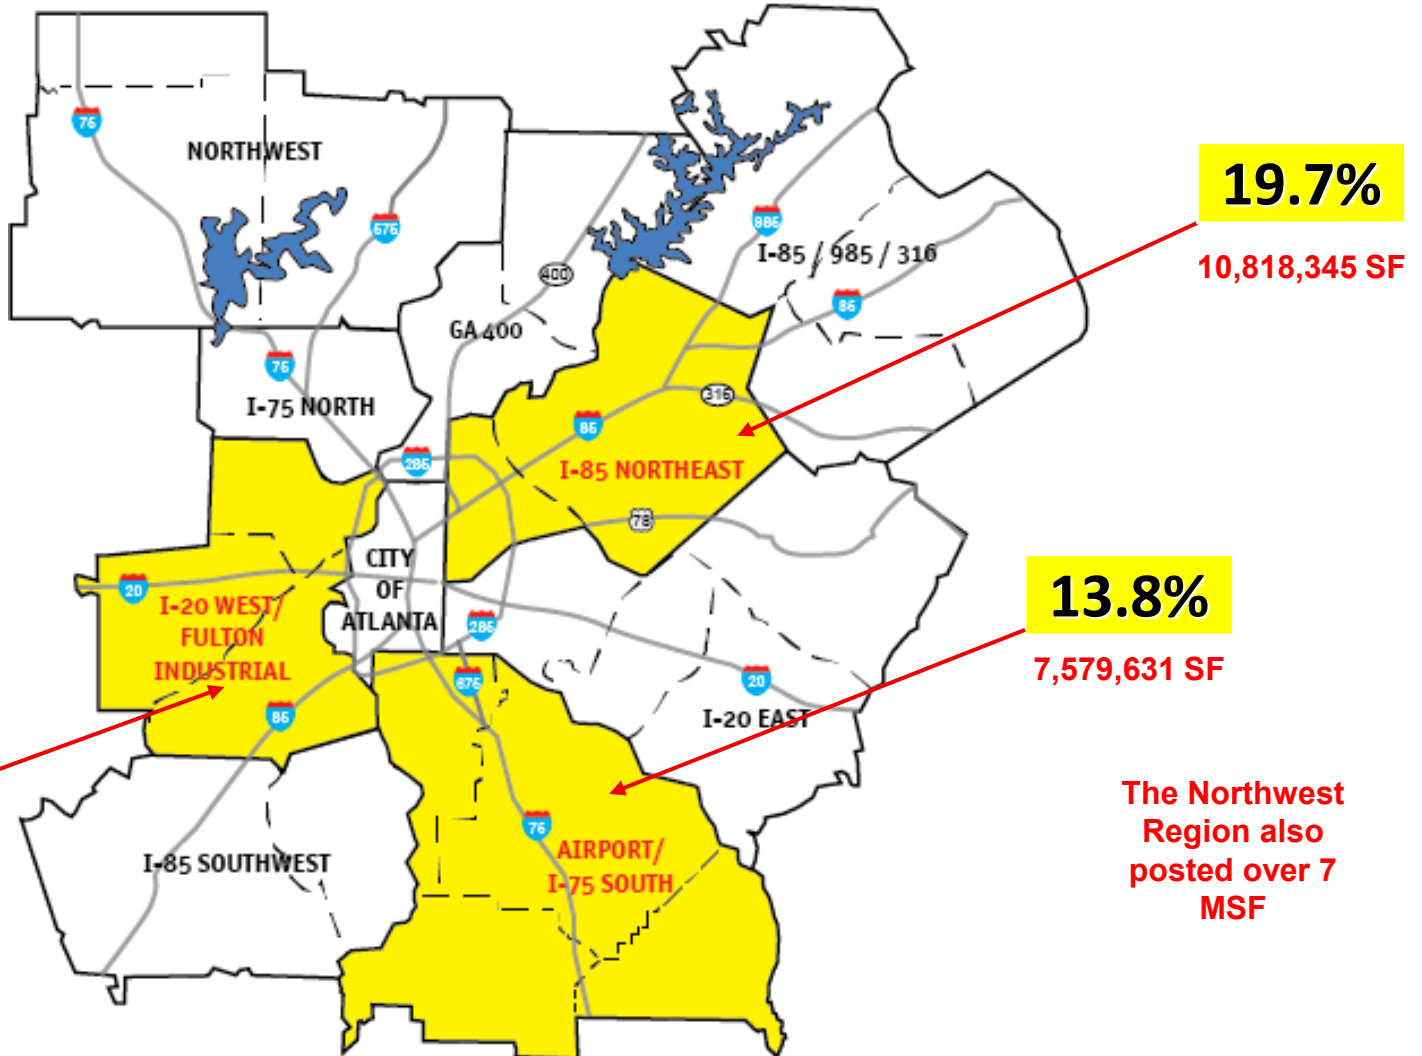 75
NORTHWEST
575
985
19.7%
10,818,345 SF
I-85 / 985 / 316
400
85
GA 400
75
I-75 NORTH
316
85
285
I-85 NORTHEAST
78
CITY
OF
ATLANTA
20
I-20 WEST/
FULTON
INDUSTRIAL
285
13.8%
7,579,631 SF
675
20
85
I-20 EAST
The Northwest
Region also
posted over 7
MSF
75
I-85 SOUTHWEST
AIRPORT/
I-75 SOUTH